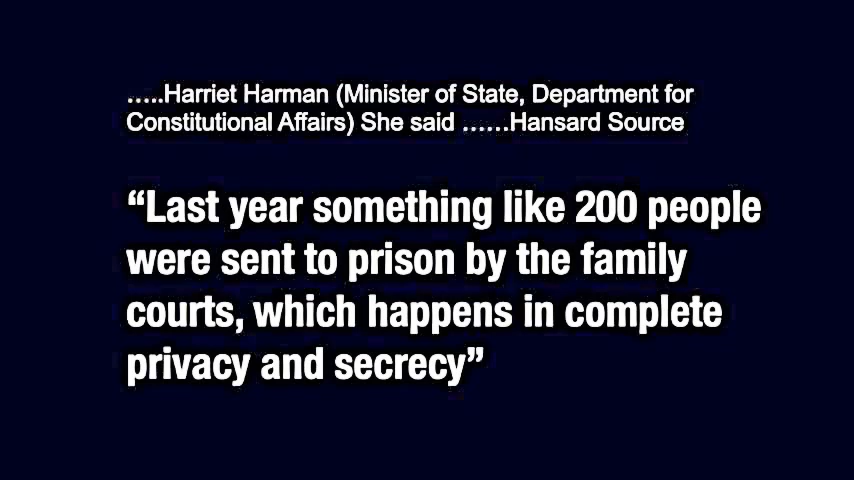 …..Harriet Harman (Minister of State, Department for
Constitutional Affairs) She said ……Hansard Source
“Last year something like 200 people
were sent to prison by the family
courts, which happens in complete
privacy and secrecy”